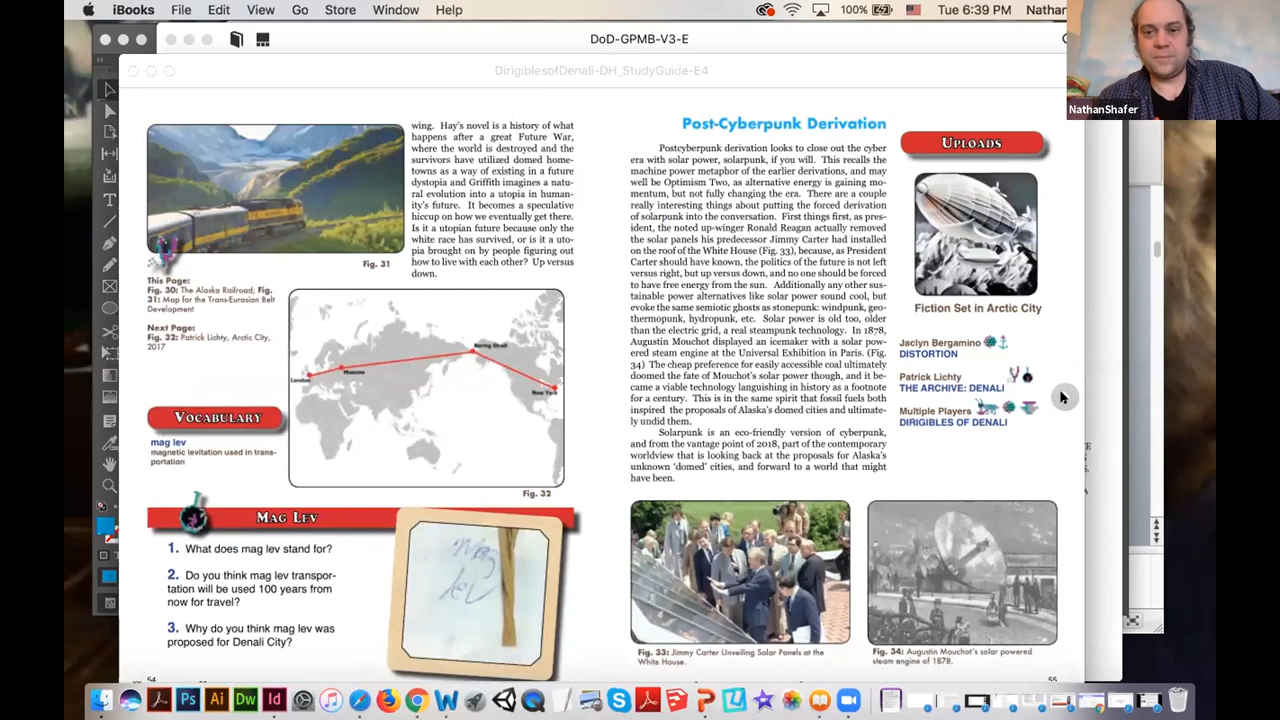 iBooks File Edit View Go Store Window Help
100% Tue 6:39 PM Nathan
DoD-GPMB-V3-E
DirigiblesofDenali-DH_StudyGuide-E4
NathanShafer
wing. Hay's novel is a history of what
happens after a great Future War,
where the world is destroyed and the
survivors have utilized domed home-
towns as a way of existing in a future
dystopia and Griffith imagines a natu-
ral evolution into a utopia in human-
ity's future. It becomes a speculative
hiccup on how we eventually get there.
Is it a utopian future because only the
white race has survived, or is it a uto-
pia brought on by people figuring out
how to live with each other? Up versus
down.
Fig. 31
This Page:
Fig. 30: The Alaska Railroad; Fig.
31: Map for the Trans-Eurasian Belt
Development
Next Page:
Fig. 32: Patrick Lichty, Arctic City,
2017
London
Moscow
Bering Strait
New York
Fig. 32
Vocabulary
mag lev
magnetic levitation used in trans-
portation
Mag Lev
1. What does mag lev stand for?
2. Do you think mag lev transpor-
tation will be used 100 years from
now for travel?
3. Why do you think mag lev was
proposed for Denali City?
mag
lev
54
Post-Cyberpunk Derivation
Postcyberpunk derivation looks to close out the cyber
era with solar power, solarpunk, if you will. This recalls the
machine power metaphor of the earlier derivations, and may
well be Optimism Two, as alternative energy is gaining mo-
mentum, but not fully changing the era. There are a couple
really interesting things about putting the forced derivation
of solarpunk into the conversation. First things first, as pres-
ident, the noted up-winger Ronald Reagan actually removed
the solar panels his predecessor Jimmy Carter had installed
on the roof of the White House (Fig. 33), because, as President
Carter should have known, the politics of the future is not left
versus right, but up versus down, and no one should be forced
to have free energy from the sun. Additionally any other sus-
tainable power alternatives like solar power sound cool, but
evoke the same semiotic ghosts as stonepunk: windpunk, geo-
thermopunk, hydropunk, etc. Solar power is old too, older
than the electric grid, a real steampunk technology. In 1878,
Augustin Mouchot displayed an icemaker with a solar pow-
ered steam engine at the Universal Exhibition in Paris. (Fig.
34) The cheap preference for easily accessible coal ultimately
doomed the fate of Mouchot's solar power though, and it be-
came a viable technology languishing in history as a footnote
for a century. This is in the same spirit that fossil fuels both
inspired the proposals of Alaska's domed cities and ultimate-
ly undid them.
Solarpunk is an eco-friendly version of cyberpunk,
and from the vantage point of 2018, part of the contemporary
worldview that is looking back at the proposals for Alaska's
unknown 'domed' cities, and forward to a world that might
have been.
Fig. 33: Jimmy Carter Unveiling Solar Panels at the
White House.
Fig. 34: Augustin Mouchot's solar powered
steam engine of 1878.
Uploads
Fiction Set in Arctic City
Jaclyn Bergamino
DISTORTION
Patrick Lichty
THE ARCHIVE: DENALI
Multiple Players
DIRIGIBLES OF DENALI
55
Ps Ai Dw Id